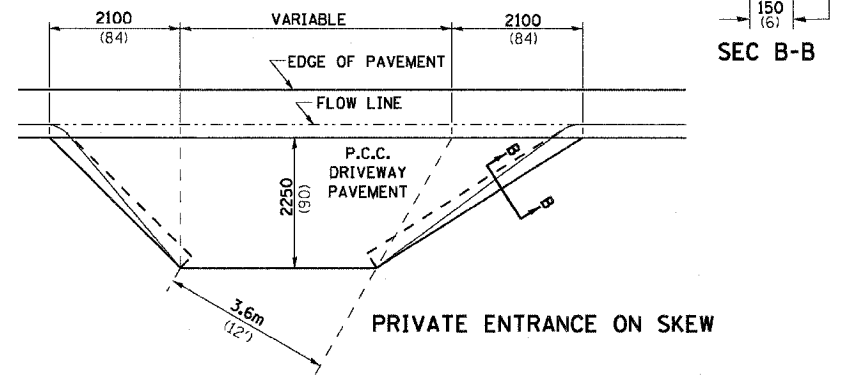 2100
(84)
VARIABLE
2100
(84)
150
(6)
SEC B-B
EDGE OF PAVEMENT
FLOW LINE
P.C.C.
DRIVEWAY
PAVEMENT
2250
(90)
B
B
3.6m
(12')
PRIVATE ENTRANCE ON SKEW